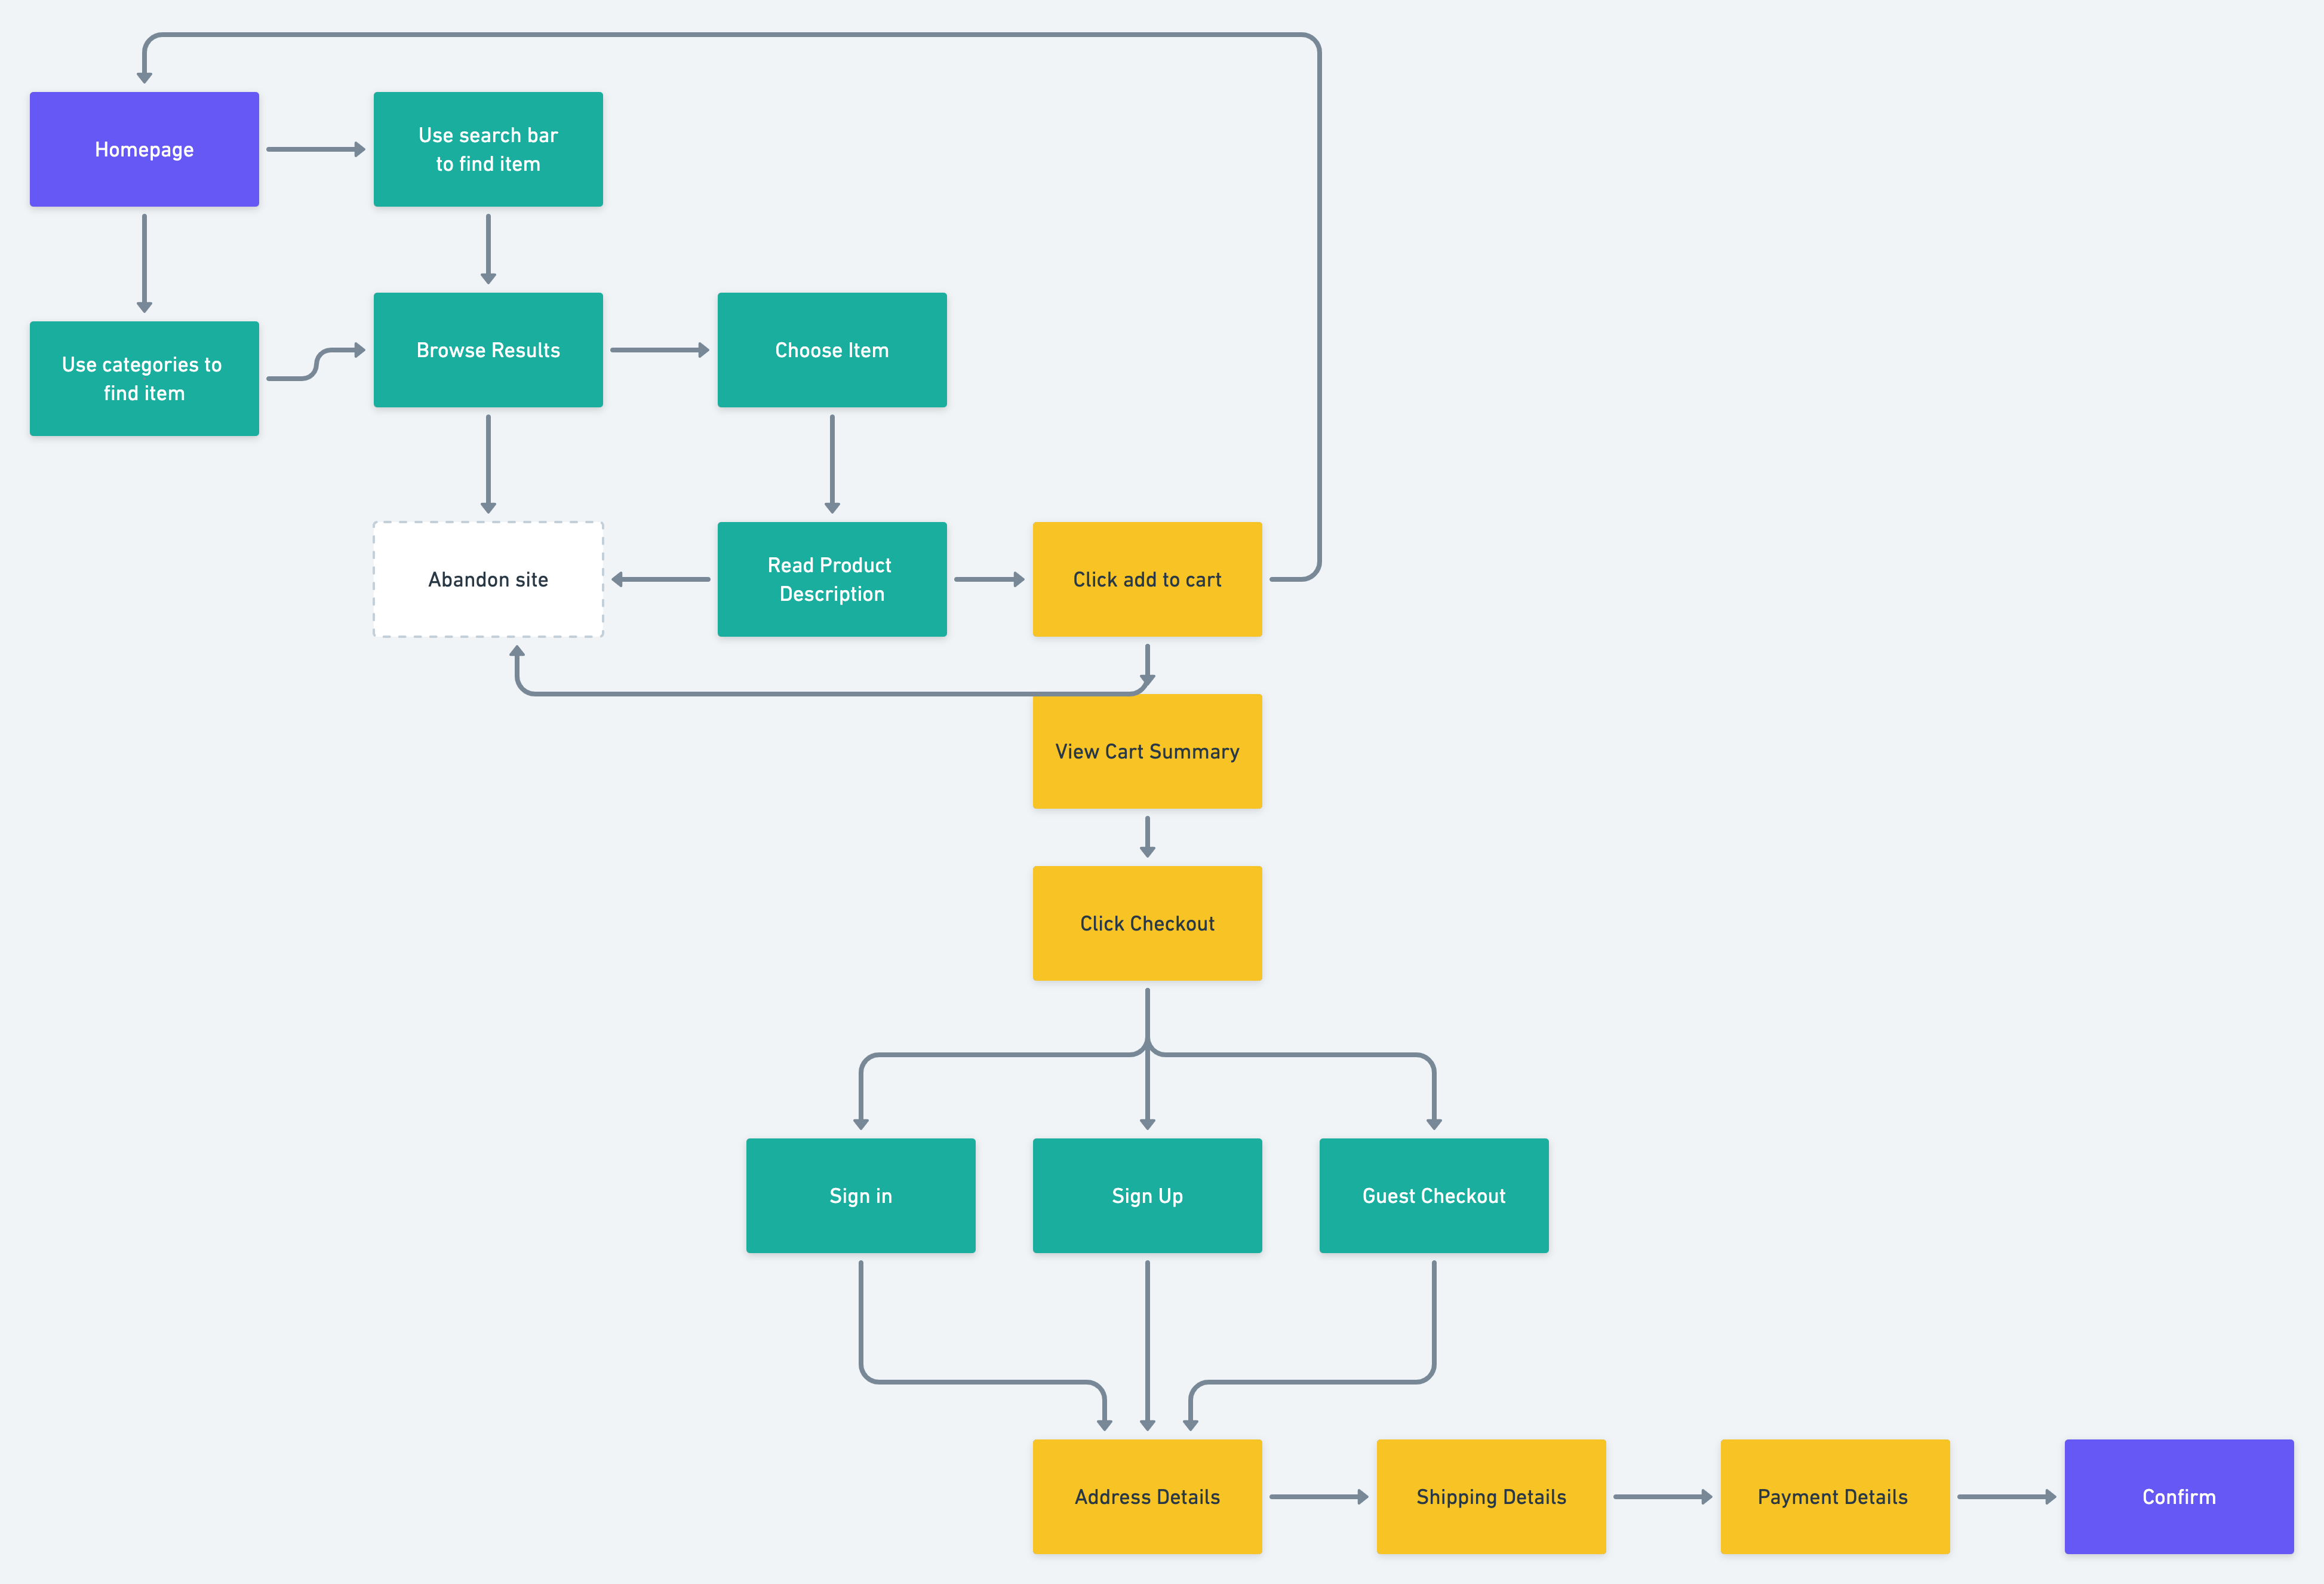 Homepage
Use search bar
to find item
Use categories to
find item
Browse Results
Choose Item
Abandon site
Read Product
Description
Click add to cart
View Cart Summary
Click Checkout
Sign in
Sign Up
Guest Checkout
Address Details
Shipping Details
Payment Details
Confirm